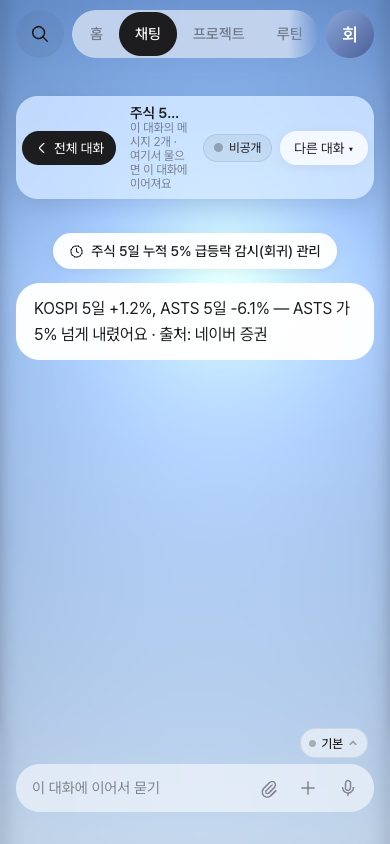 홈 채팅 프로젝트 루틴 회
전체 대화
주식 5...
이 대화의 메
시지 2개 ·
여기서 물으
면 이 대화에
이어져요
비공개
다른 대화 ▾
주식 5일 누적 5% 급등락 감시(회귀) 관리
KOSPI 5일 +1.2%, ASTS 5일 -6.1% — ASTS 가
5% 넘게 내렸어요 · 출처: 네이버 증권
기본
이 대화에 이어서 묻기